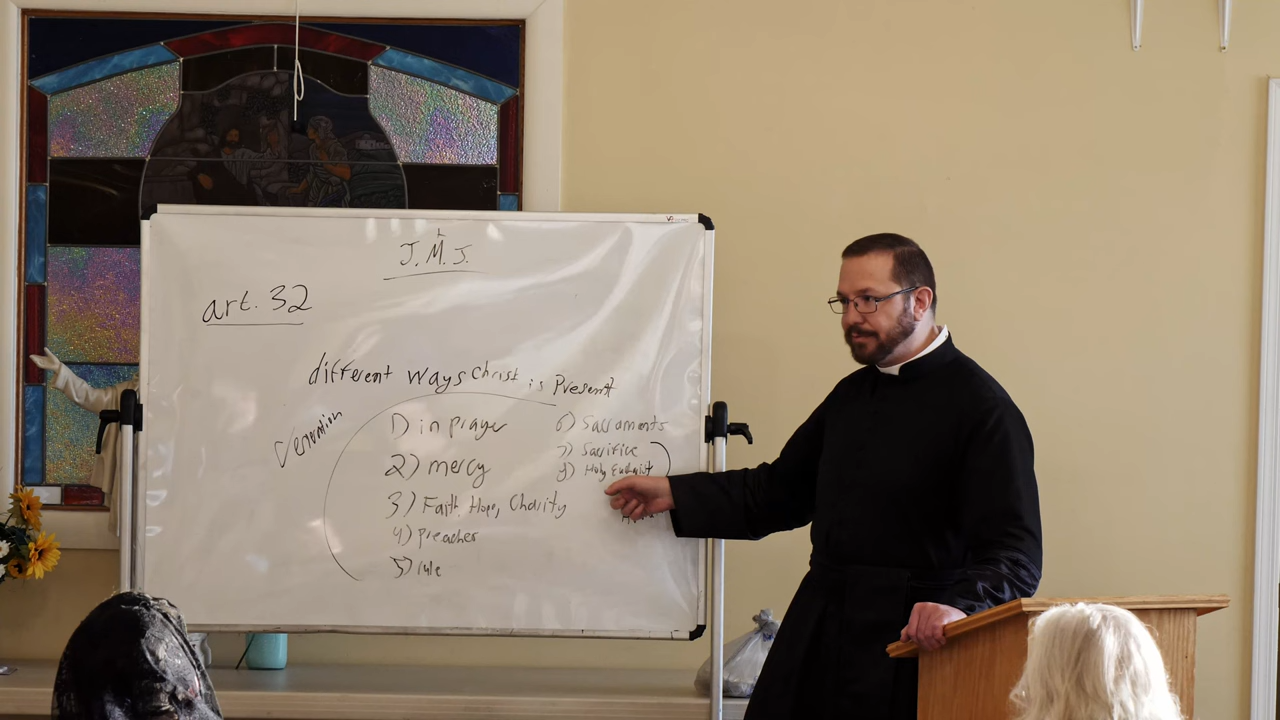 J.M.J.
art. 32
different ways Christ is Present
Veneration
1) in prayer
2) mercy
3) Faith, Hope, Charity
4) Preacher
5) rule
6) Sacraments
7) Sacrifice
8) Holy Eucharist